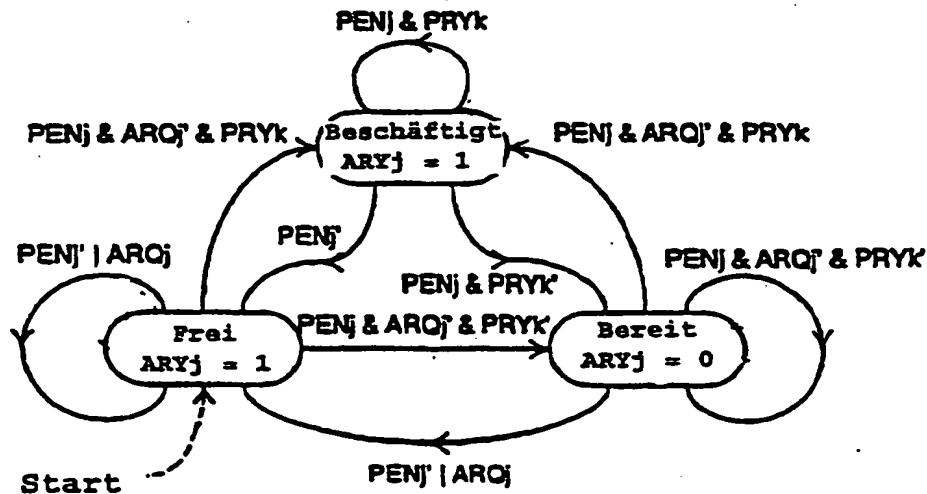 PENj & PRYk
PENj & ARQj' & PRYk
Beschäftigt
ARYj = 1
PENj & ARQj' & PRYk
PENj' | ARQj
PENj'
PENj & PRYk'
PENj & ARQj' & PRYk'
Frei
ARYj = 1
PENj & ARQj' & PRYk'
Bereit
ARYj = 0
Start
PENj' | ARQj